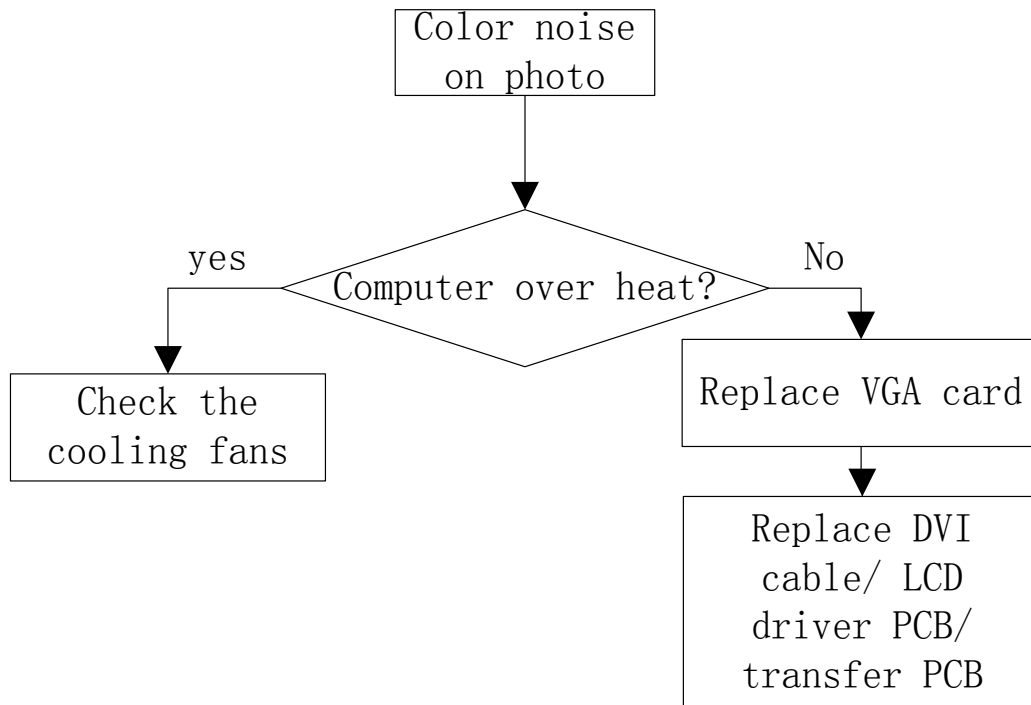 Color noise
on photo
yes
No
Computer over heat?
Check the
cooling fans
Replace VGA card
Replace DVI
cable/ LCD
driver PCB/
transfer PCB